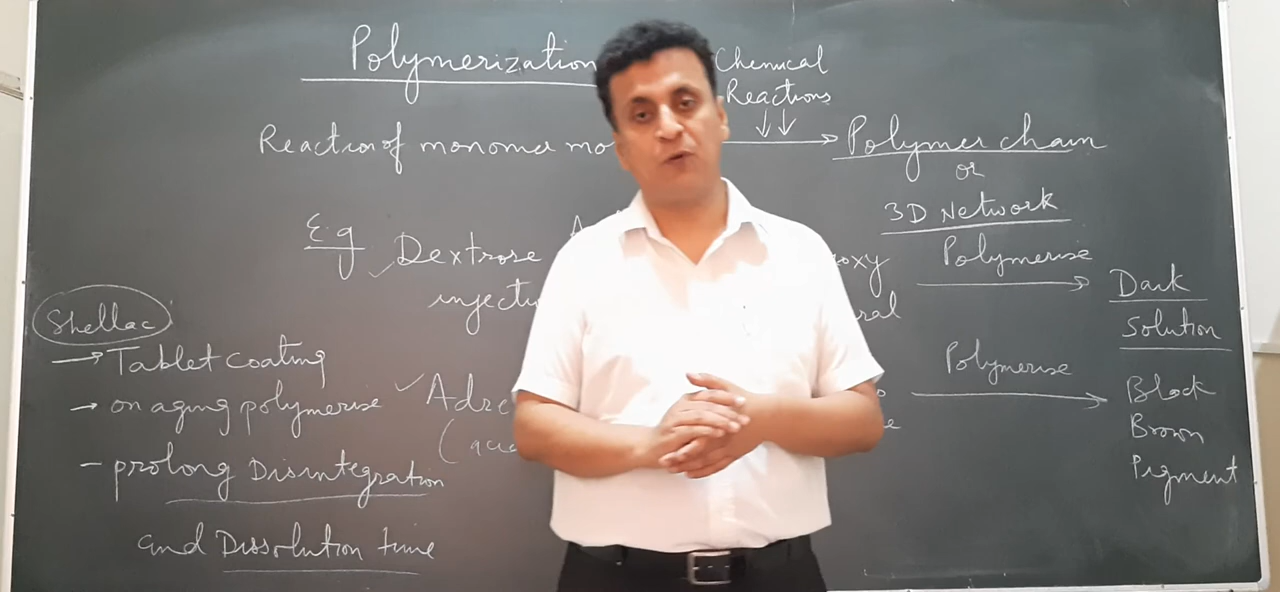 Polymerization
Chemical
Reactions
Reaction of monomer mo
Polymer chain
or
3D Network
E.g
Dextrose A
oxy
Polymerise
Dark
injecti
ral
Solution
Shellac
Tablet coating
Polymerise
Black
on aging polymerise
Adre
Brown
(aci
Pigment
prolong Disintegration
and Dissolution time